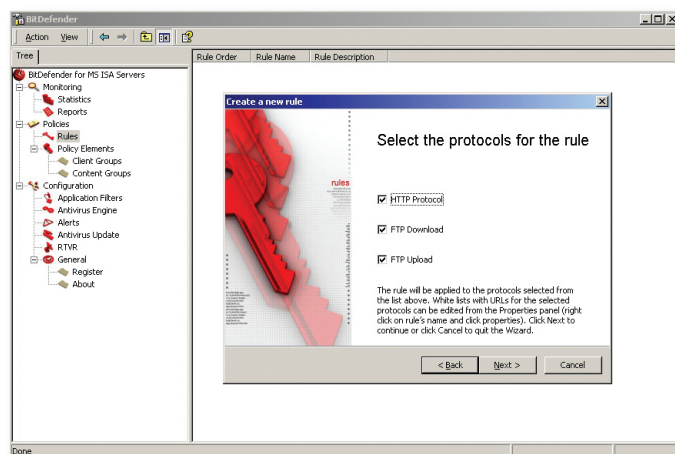 BitDefender
Action View
Tree
Rule Order Rule Name Rule Description
BitDefender for MS ISA Servers
Monitoring
Statistics
Reports
Policies
Rules
Policy Elements
Client Groups
Content Groups
Configuration
Application Filters
Antivirus Engine
Alerts
Antivirus Update
RTVR
General
Register
About
Create a new rule
rules
Select the protocols for the rule
HTTP Protocol
FTP Download
FTP Upload
The rule will be applied to the protocols selected from
the list above. White lists with URLs for the selected
protocols can be edited from the Properties panel (right
click on rule's name and click properties). Click Next to
continue or click Cancel to quit the Wizard.
< Back Next > Cancel
Done